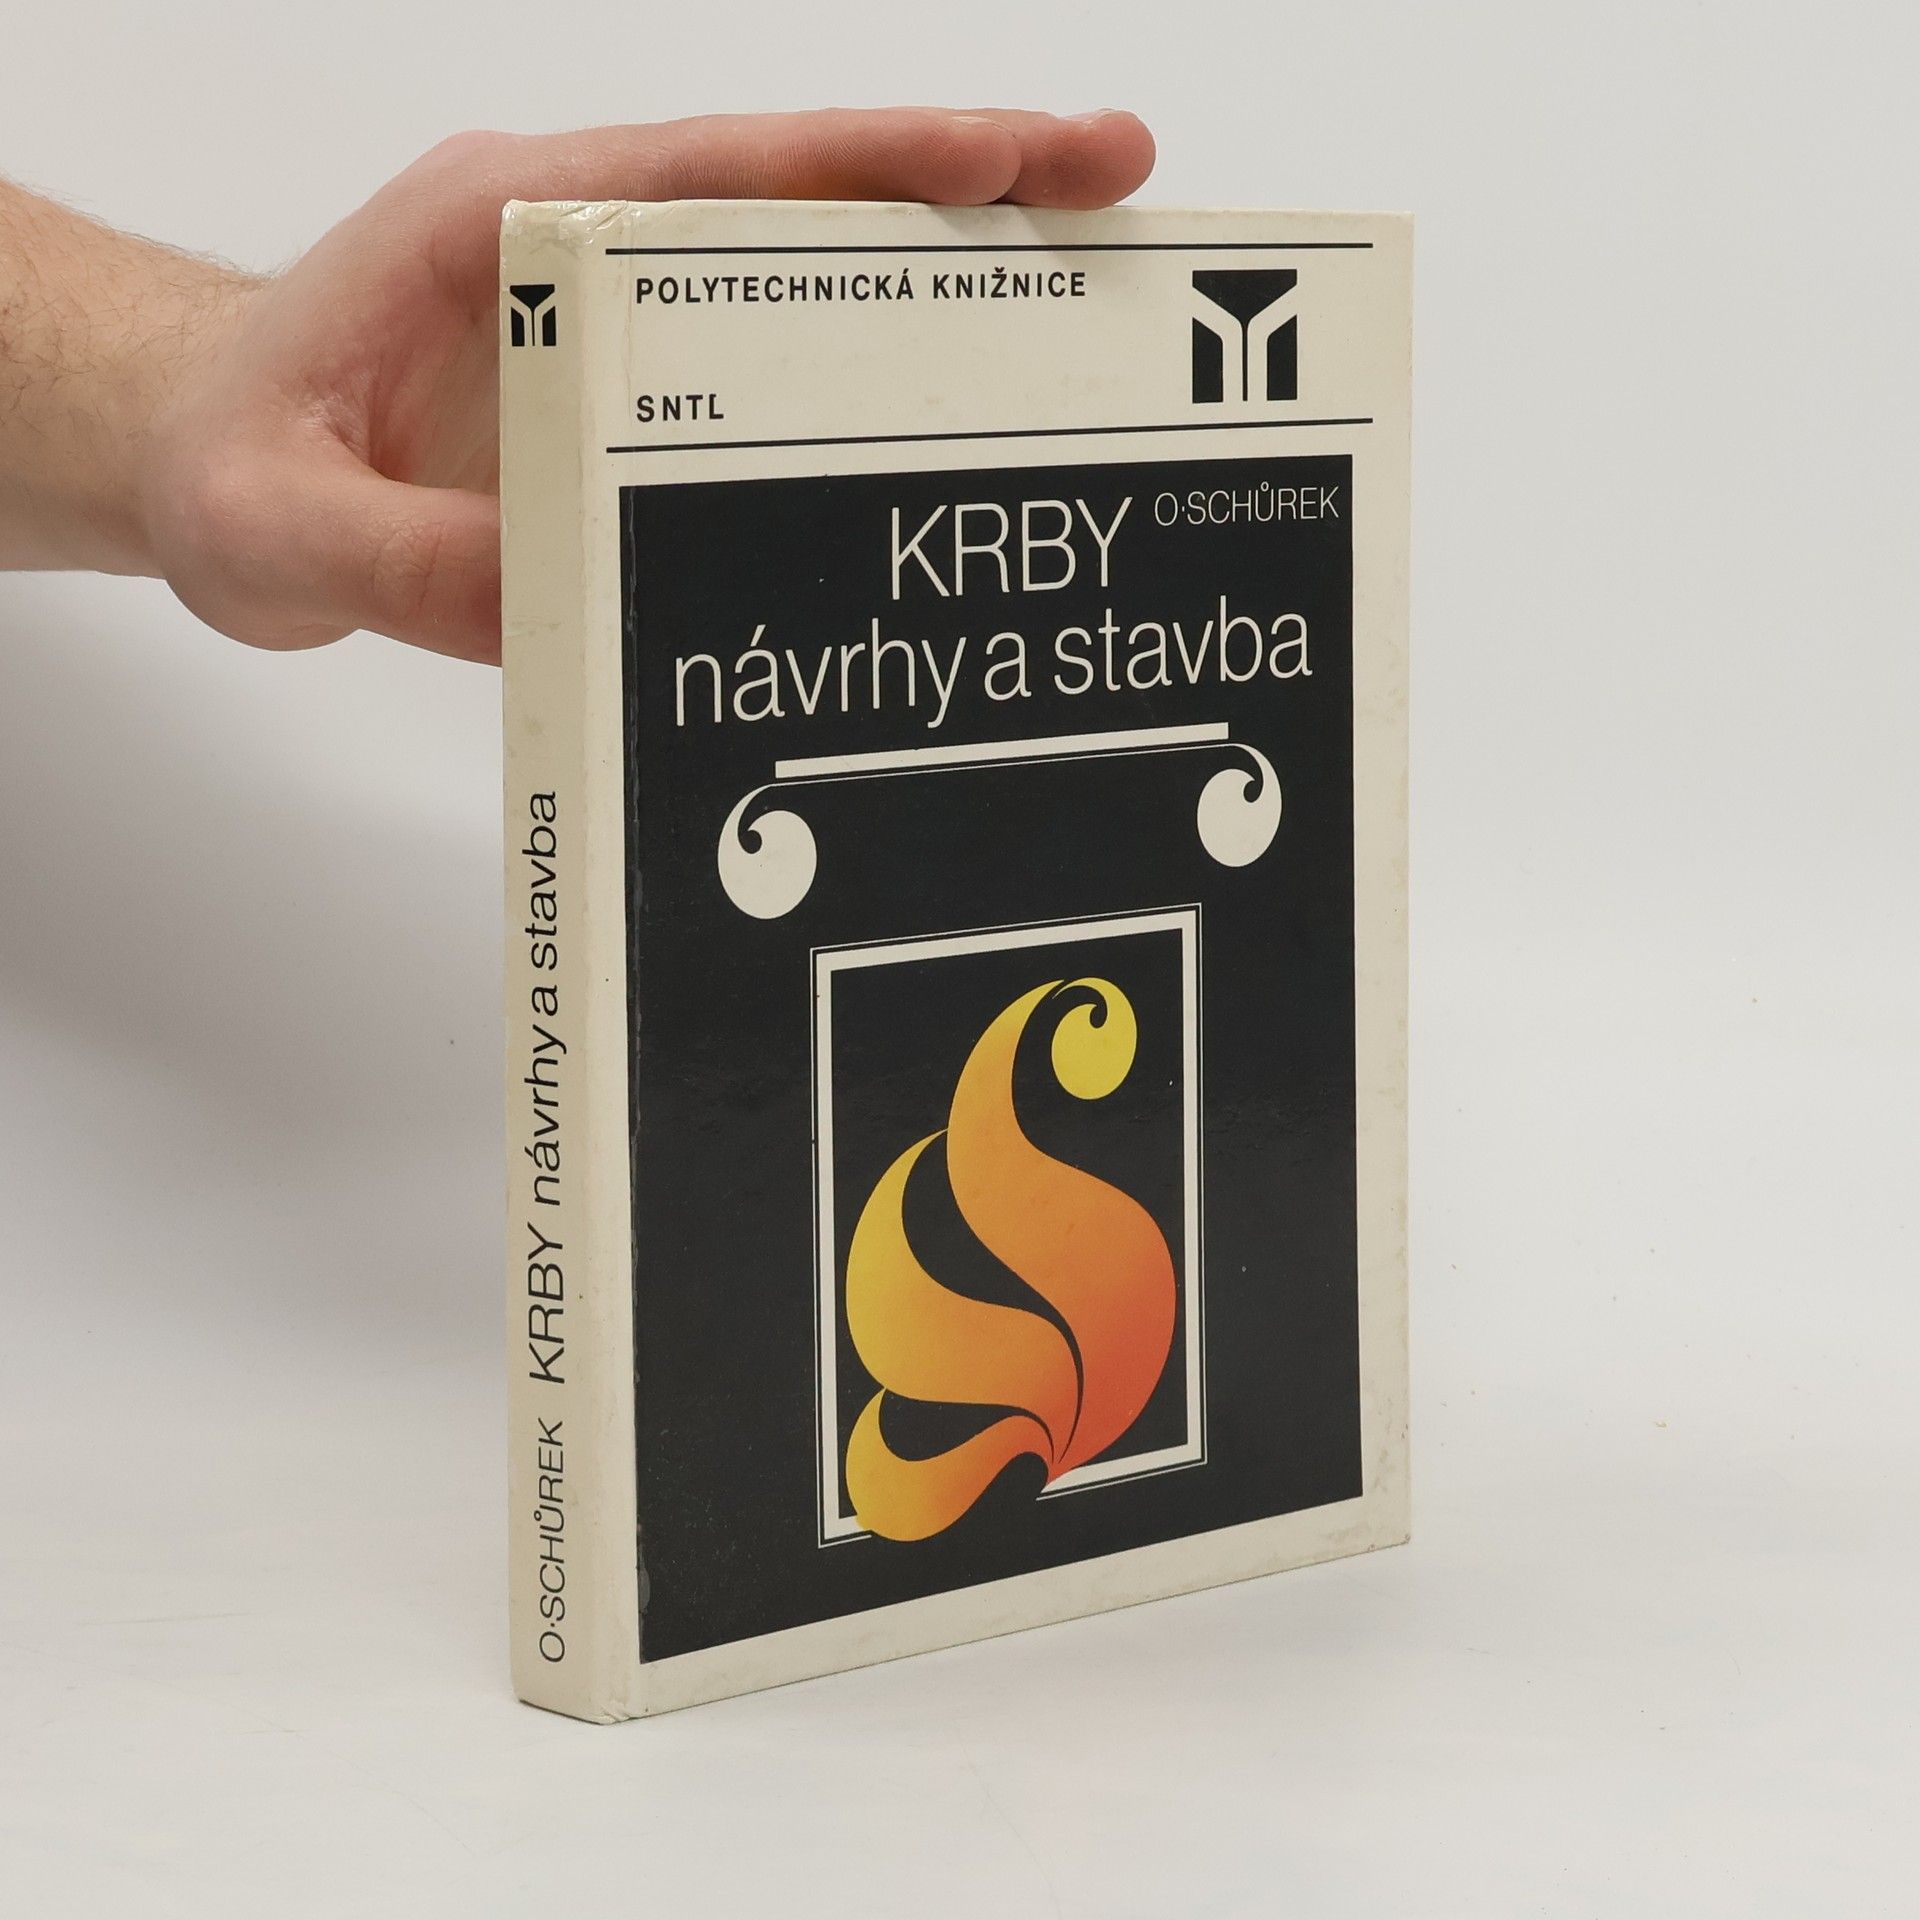 POLYTECHNICKÁ KNIŽNICE
SNTL
KRBY O·SCHŮREK
návrhy a stavba
O·SCHŮREK KRBY návrhy a stavba